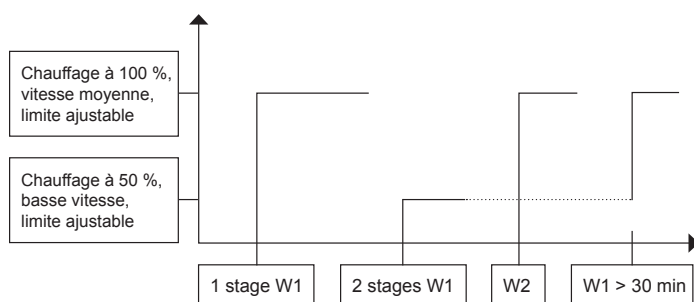 Chauffage à 100 %,
vitesse moyenne,
limite ajustable
Chauffage à 50 %,
basse vitesse,
limite ajustable
1 stage W1
2 stages W1
W2
W1 > 30 min